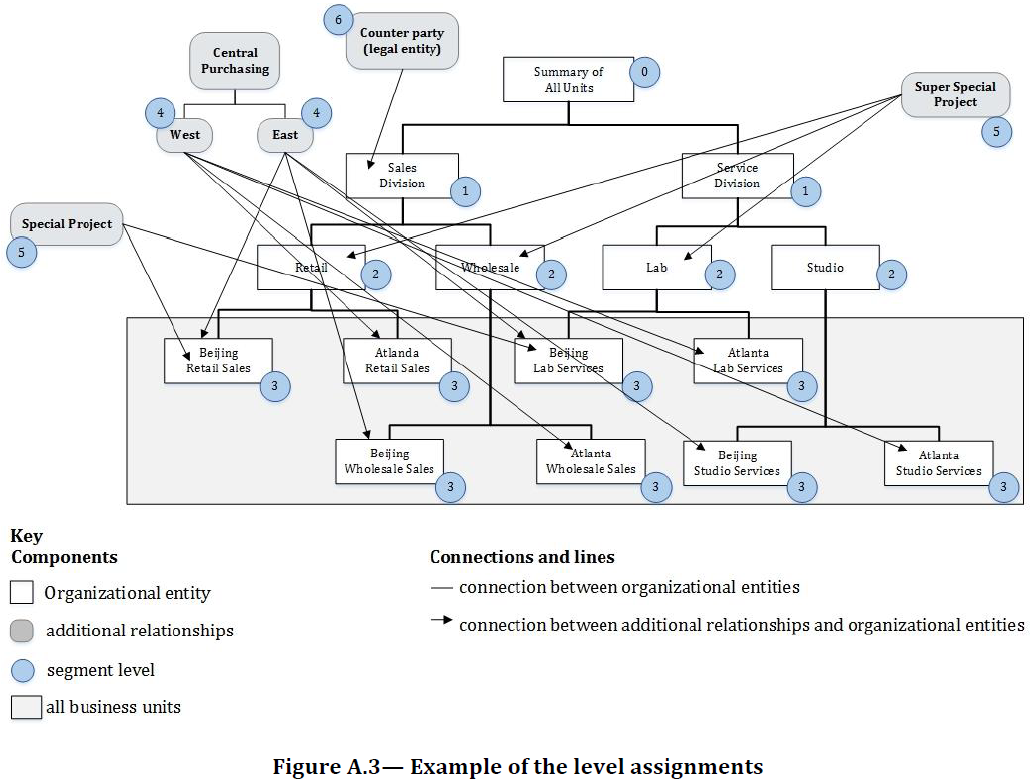 6
Counter party
(legal entity)
Central
Purchasing
Summary of
All Units
0
Super Special
Project
5
4
West
4
East
Sales
Division
1
Service
Division
1
Special Project
5
Retail
2
Wholesale
2
Lab
2
Studio
2
Beijing
Retail Sales
3
Atlanda
Retail Sales
3
Beijing
Lab Services
3
Atlanta
Lab Services
3
Beijing
Wholesale Sales
3
Atlanta
Wholesale Sales
3
Beijing
Studio Services
3
Atlanta
Studio Services
3
Key
Components
Organizational entity
additional relationships
segment level
all business units
Connections and lines
connection between organizational entities
connection between additional relationships and organizational entities
Figure A.3— Example of the level assignments